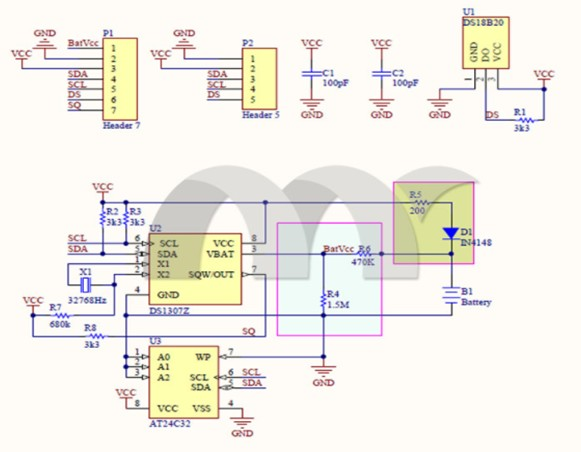 P1
GND
BatVcc
VCC
SDA
SCL
DS
SQ
1
2
3
4
5
6
7
Header 7
P2
GND
VCC
SDA
SCL
DS
1
2
3
4
5
Header 5
VCC
C1
100pF
GND
VCC
C2
100pF
GND
U1
DS18B20
GND
DO
VCC
1
2
3
GND
DS
VCC
R1
3k3
VCC
R2
3k3
R3
3k3
SCL
SDA
U2
6
5
1
2
4
SCL
SDA
X1
X2
GND
VCC
VBAT
SQW/OUT
8
3
7
DS1307Z
X1
32768Hz
VCC
R7
680k
R8
3k3
SQ
BatVcc
R6
470K
R4
1.5M
R5
200
D1
IN4148
B1
Battery
GND
U3
1
2
3
8
A0
A1
A2
VCC
WP
SCL
SDA
VSS
7
6
5
4
SCL
SDA
VCC
GND
AT24C32